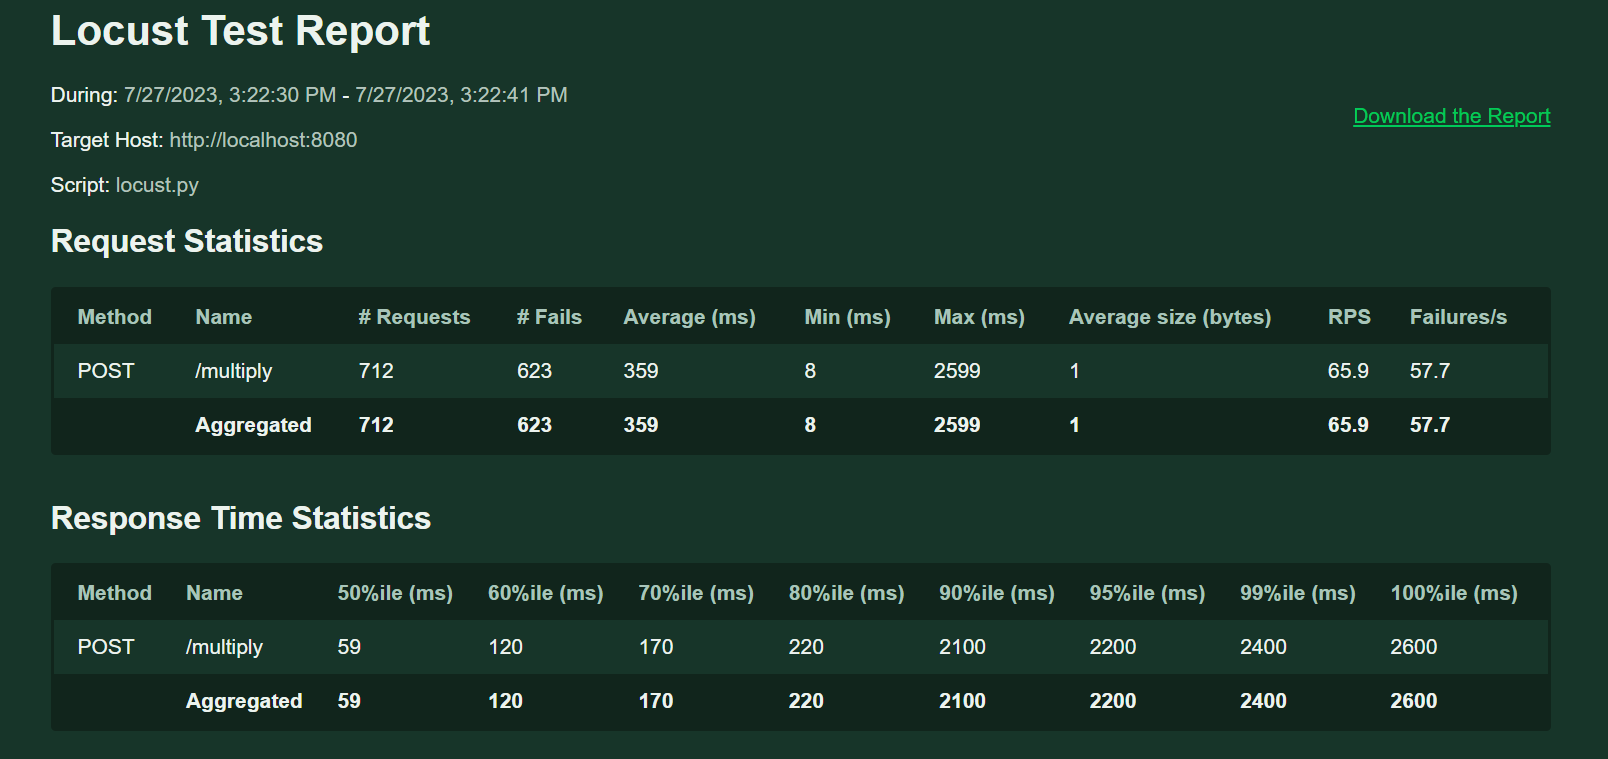 Locust Test Report
During: 7/27/2023, 3:22:30 PM - 7/27/2023, 3:22:41 PM
Download the Report
Target Host: http://localhost:8080
Script: locust.py
Request Statistics
Method Name # Requests # Fails Average (ms) Min (ms) Max (ms) Average size (bytes) RPS Failures/s
POST /multiply 712 623 359 8 2599 1 65.9 57.7
Aggregated 712 623 359 8 2599 1 65.9 57.7
Response Time Statistics
Method Name 50%ile (ms) 60%ile (ms) 70%ile (ms) 80%ile (ms) 90%ile (ms) 95%ile (ms) 99%ile (ms) 100%ile (ms)
POST /multiply 59 120 170 220 2100 2200 2400 2600
Aggregated 59 120 170 220 2100 2200 2400 2600